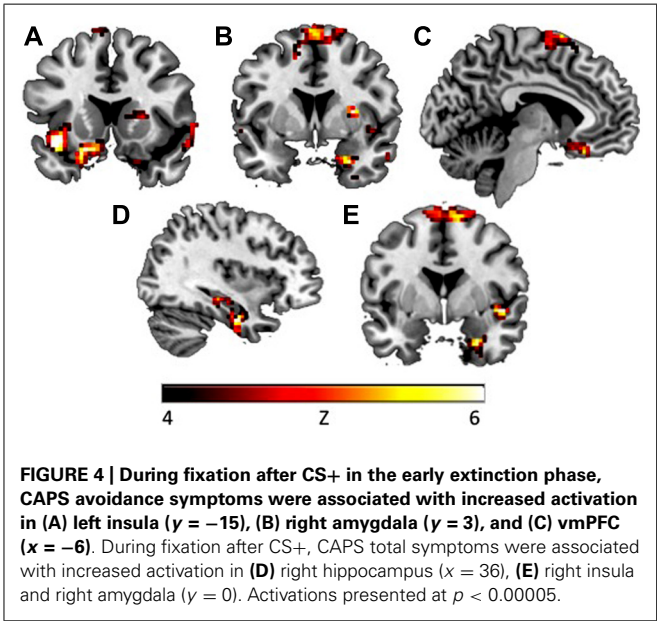 A
B
C
D
E
4 Z 6
FIGURE 4 | During fixation after CS+ in the early extinction phase,
CAPS avoidance symptoms were associated with increased activation
in (A) left insula (y = −15), (B) right amygdala (y = 3), and (C) vmPFC
(x = −6). During fixation after CS+, CAPS total symptoms were associated
with increased activation in (D) right hippocampus (x = 36), (E) right insula
and right amygdala (y = 0). Activations presented at p < 0.00005.